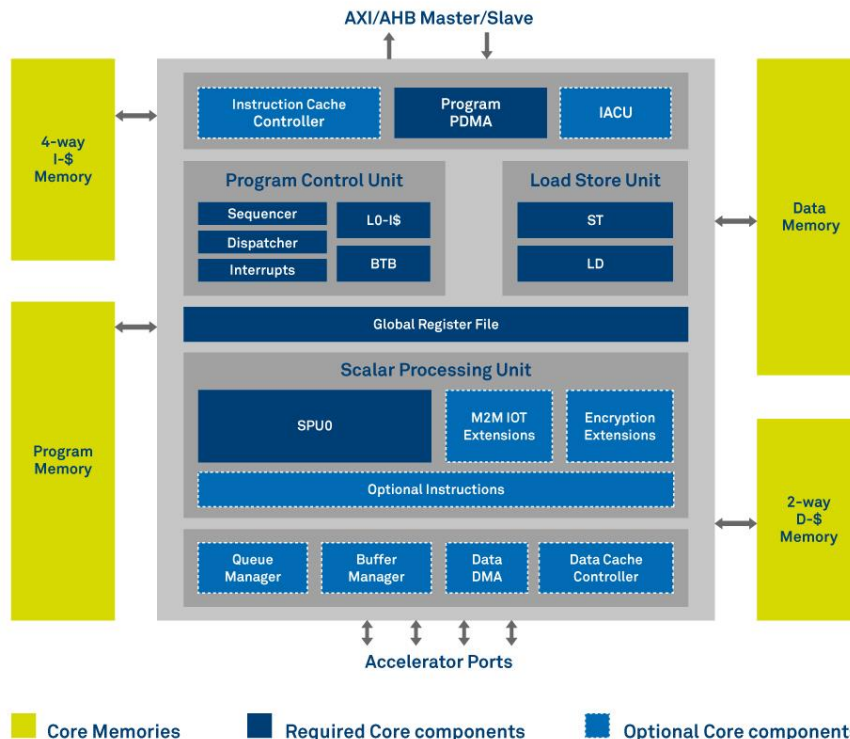 AXI/AHB Master/Slave
4-way
I-$
Memory
Instruction Cache
Controller
Program
PDMA
IACU
Program Control Unit
Sequencer
Dispatcher
Interrupts
L0-I$
BTB
Load Store Unit
ST
LD
Data
Memory
Global Register File
Program
Memory
Scalar Processing Unit
SPU0
M2M IOT
Extensions
Encryption
Extensions
Optional Instructions
2-way
D-$
Memory
Queue
Manager
Buffer
Manager
Data
DMA
Data Cache
Controller
Accelerator Ports
Core Memories
Required Core components
Optional Core component